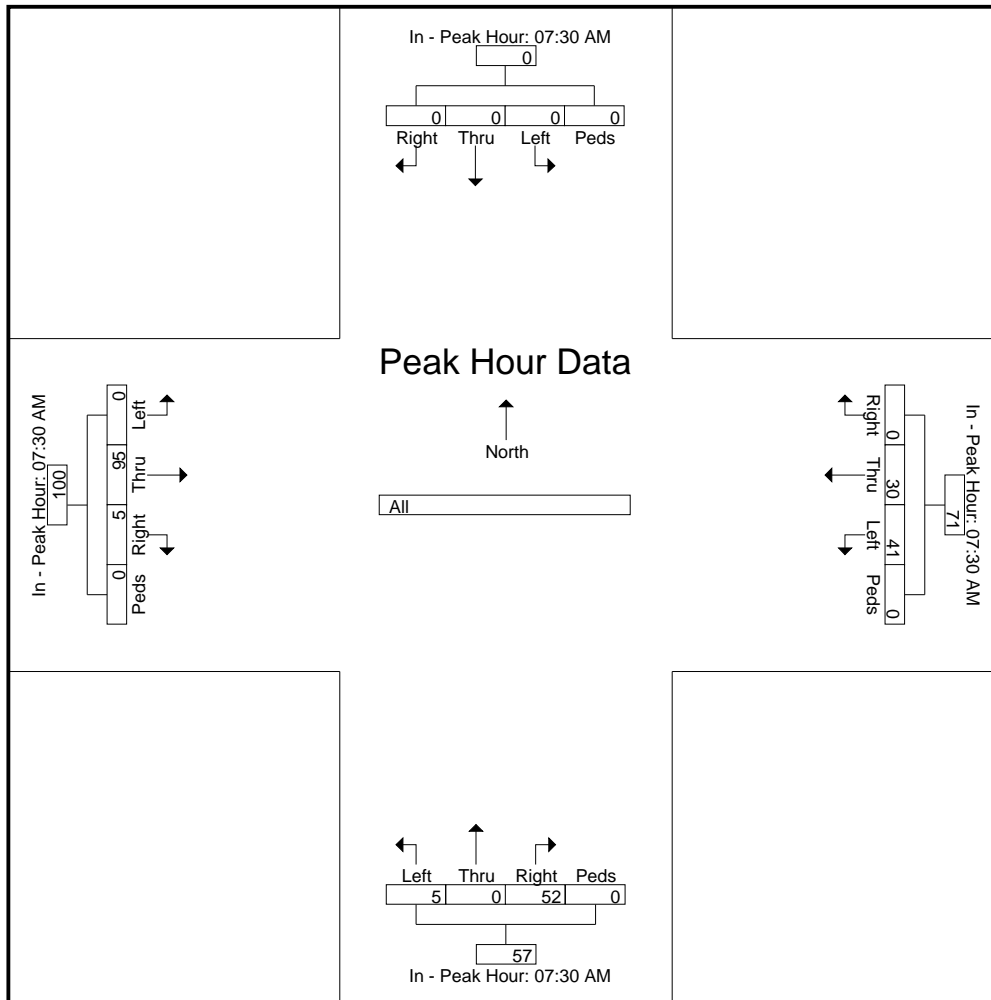 In - Peak Hour: 07:30 AM
0
0 0 0 0
Right Thru Left Peds
Peak Hour Data
North
All
In - Peak Hour: 07:30 AM
100
0 95 5 0
Left Thru Right Peds
Right Thru Left Peds
0 30 41 0
71
In - Peak Hour: 07:30 AM
Left Thru Right Peds
5 0 52 0
57
In - Peak Hour: 07:30 AM